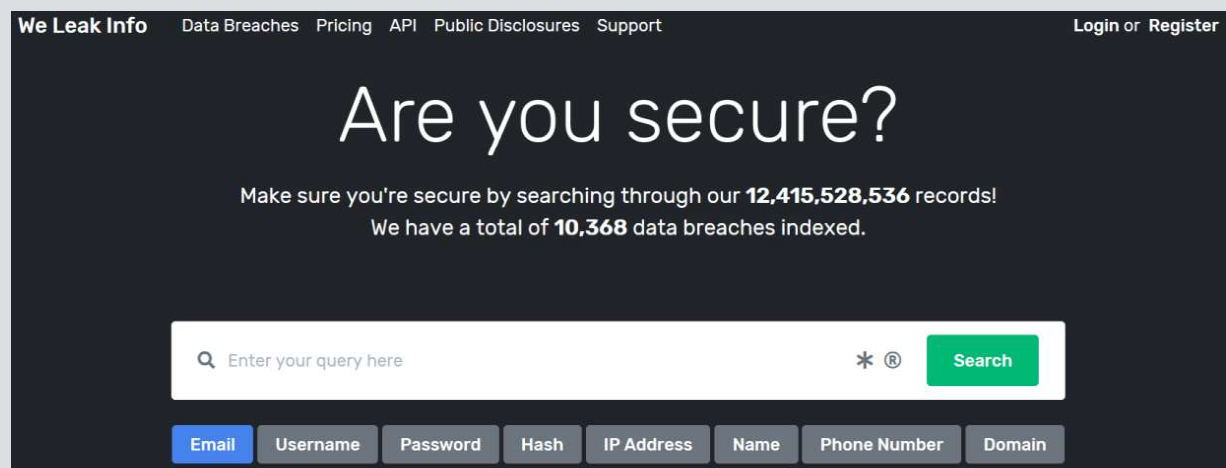 We Leak Info Data Breaches Pricing API Public Disclosures Support Login or Register
Are you secure?
Make sure you're secure by searching through our 12,415,528,536 records!
We have a total of 10,368 data breaches indexed.
Enter your query here * ® Search
Email Username Password Hash IP Address Name Phone Number Domain